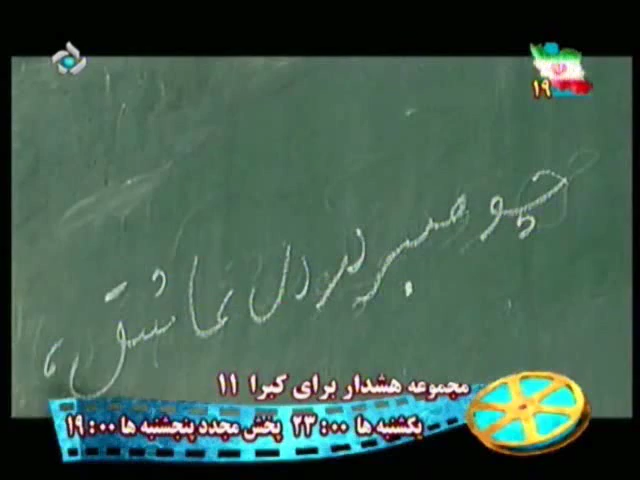 ۱۹
چو صبر در دل عاشق،
مجموعه هشدار برای کبرا ۱۱
یکشنبه ها ۲۳:۰۰ پخش مجدد پنجشنبه ها ۱۹:۰۰